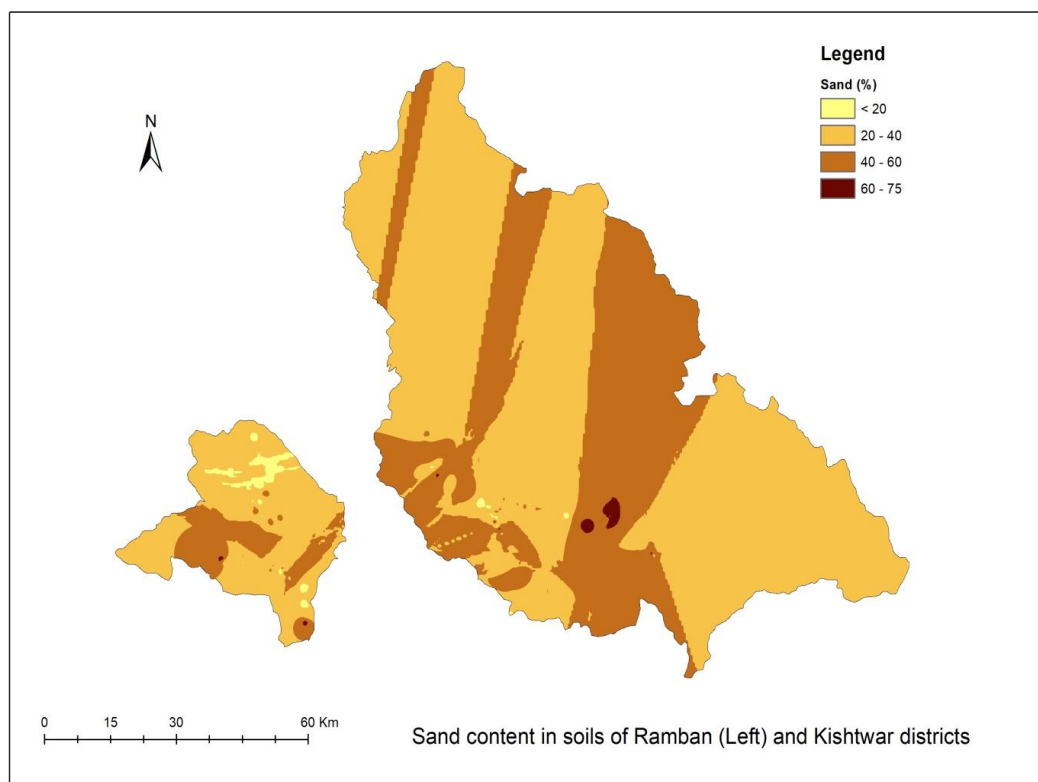 Legend
Sand (%)
< 20
20 - 40
40 - 60
60 - 75
N
0 15 30 60 Km
Sand content in soils of Ramban (Left) and Kishtwar districts